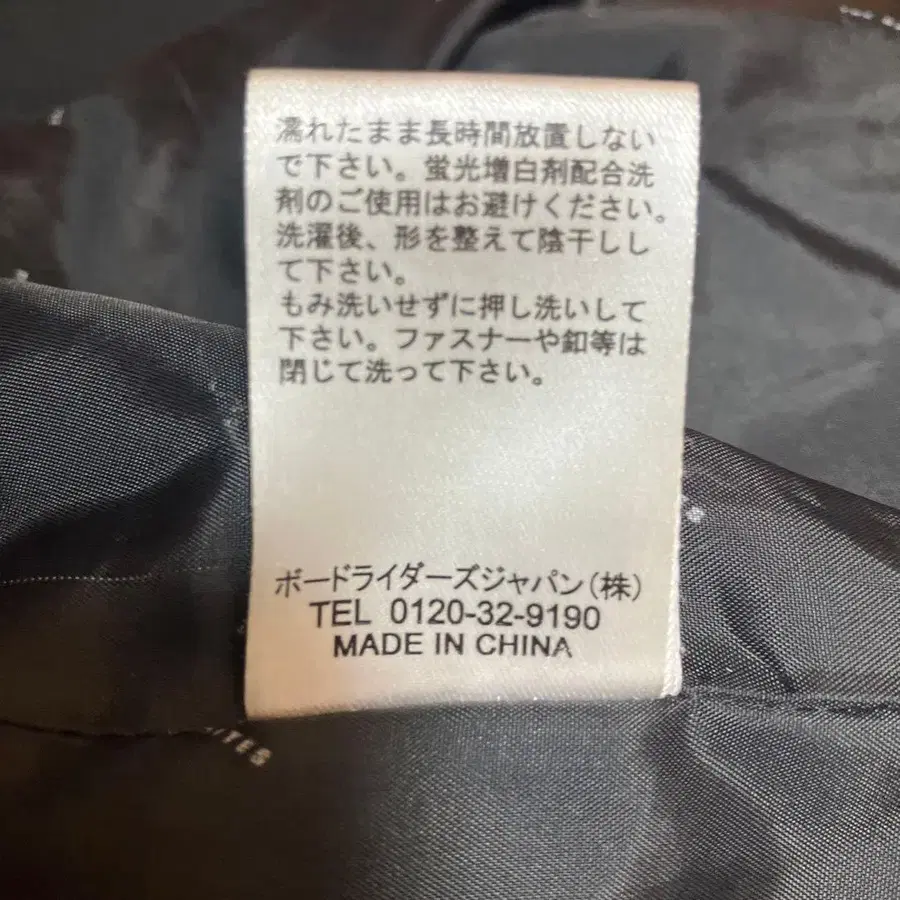 濡れたまま長時間放置しない
で下さい。蛍光増白剤配合洗
剤のご使用はお避けください。
洗濯後、形を整えて陰干しし
て下さい。
もみ洗いせずに押し洗いして
下さい。ファスナーや釦等は
閉じて洗って下さい。
ボードライダーズジャパン(株)
TEL 0120-32-9190
MADE IN CHINA